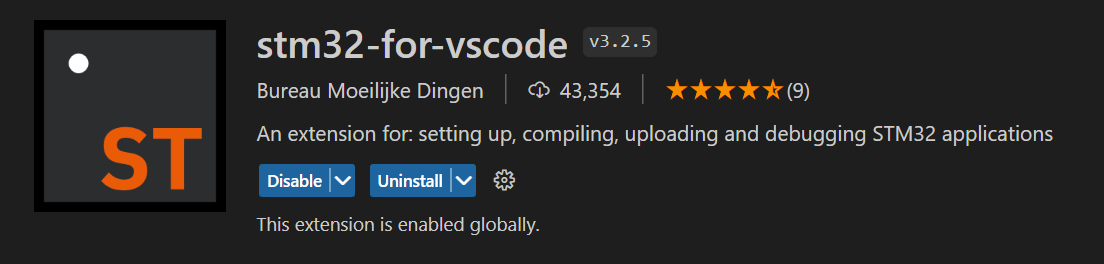 stm32-for-vscode v3.2.5
Bureau Moeilijke Dingen 43,354 (9)
ST
An extension for: setting up, compiling, uploading and debugging STM32 applications
Disable Uninstall
This extension is enabled globally.